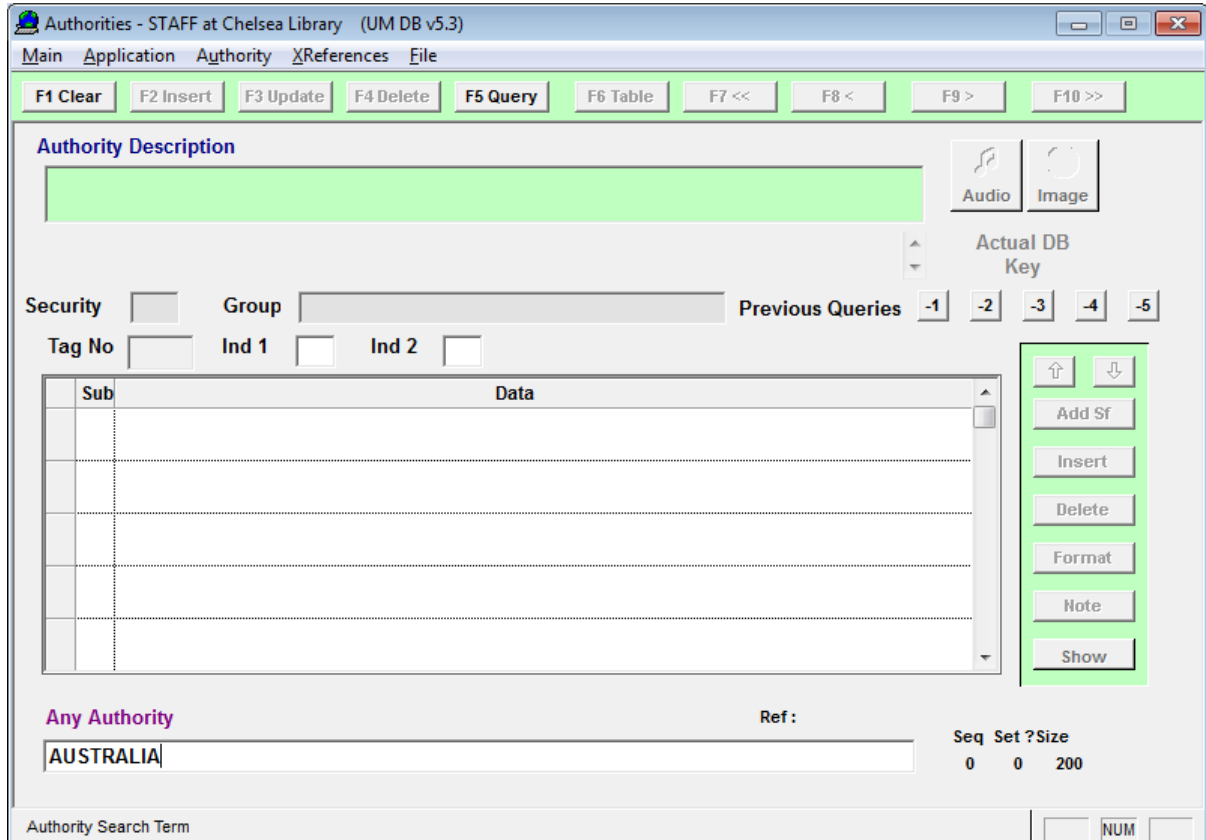 Authorities - STAFF at Chelsea Library (UM DB v5.3)
Main Application Authority XReferences File
F1 Clear F2 Insert F3 Update F4 Delete F5 Query F6 Table F7 << F8 < F9 > F10 >>
Authority Description
Audio Image
Actual DB
Key
Security Group Previous Queries -1 -2 -3 -4 -5
Tag No Ind 1 Ind 2
Sub Data
Add Sf
Insert
Delete
Format
Note
Show
Any Authority Ref :
AUSTRALIA
Seq Set ? Size
0 0 200
Authority Search Term NUM